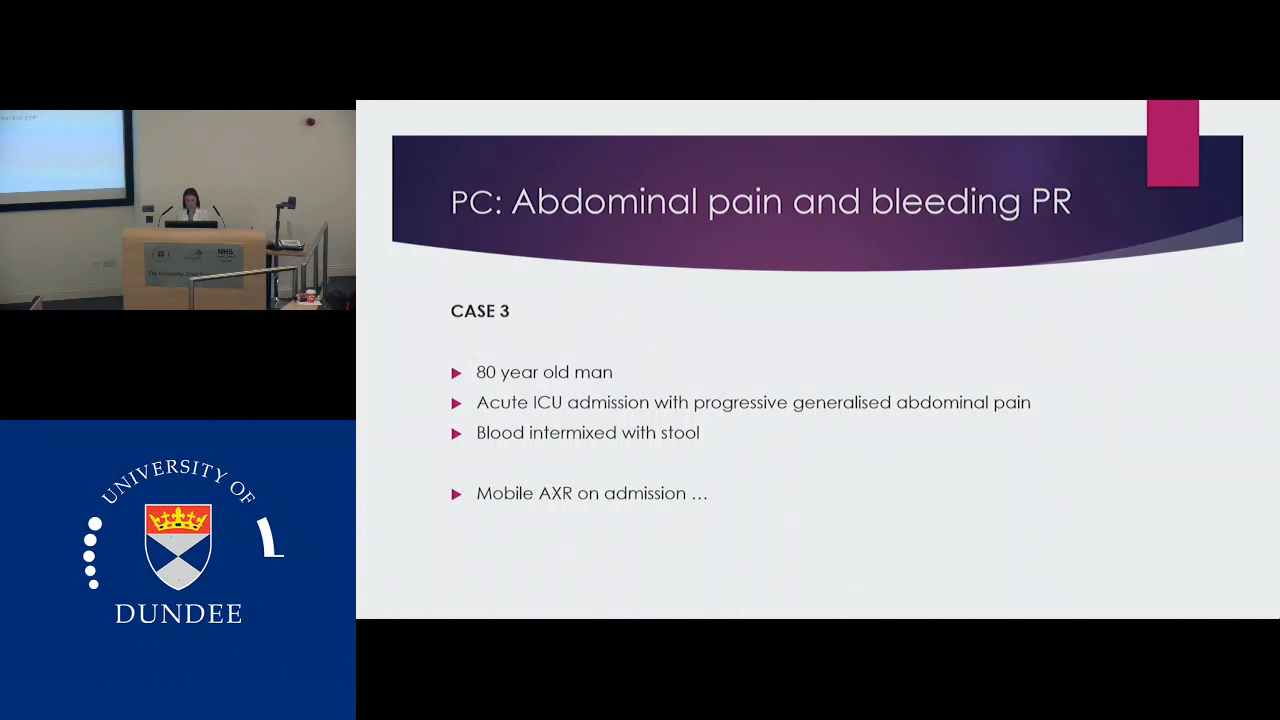 PC: Abdominal pain and bleeding PR
CASE 3
80 year old man
Acute ICU admission with progressive generalised abdominal pain
Blood intermixed with stool
Mobile AXR on admission …
NHS
UNIVERSITY OF
DUNDEE